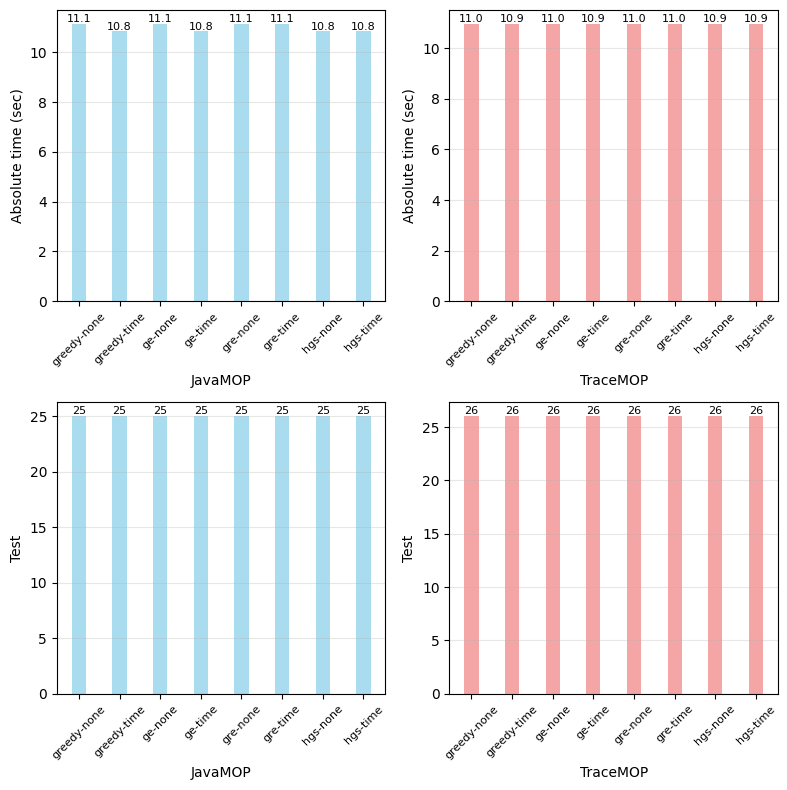 11.1 10.8 11.1 10.8 11.1 11.1 10.8 10.8
10
8
6
4
2
0
Absolute time (sec)
greedy-none greedy-time ge-none ge-time gre-none gre-time hgs-none hgs-time
JavaMOP
11.0 10.9 11.0 10.9 11.0 11.0 10.9 10.9
10
8
6
4
2
0
Absolute time (sec)
greedy-none greedy-time ge-none ge-time gre-none gre-time hgs-none hgs-time
TraceMOP
25 25 25 25 25 25 25 25
25
20
15
10
5
0
Test
greedy-none greedy-time ge-none ge-time gre-none gre-time hgs-none hgs-time
JavaMOP
26 26 26 26 26 26 26 26
25
20
15
10
5
0
Test
greedy-none greedy-time ge-none ge-time gre-none gre-time hgs-none hgs-time
TraceMOP